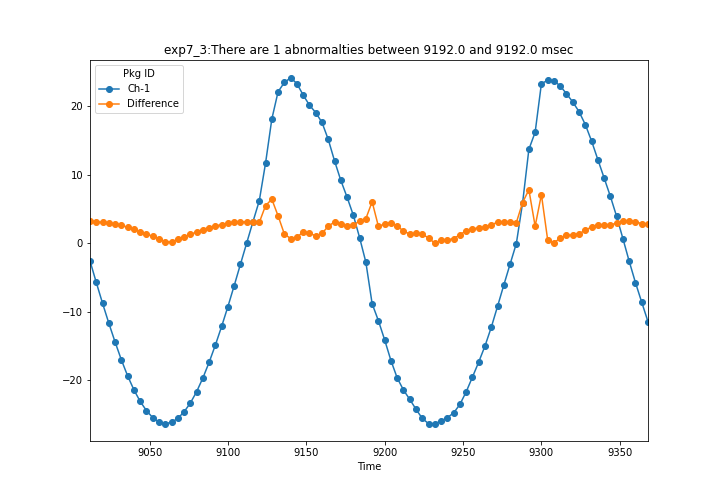 exp7_3:There are 1 abnormalties between 9192.0 and 9192.0 msec
Pkg ID
Ch-1
Difference
20
10
0
−10
−20
9050 9100 9150 9200 9250 9300 9350
Time